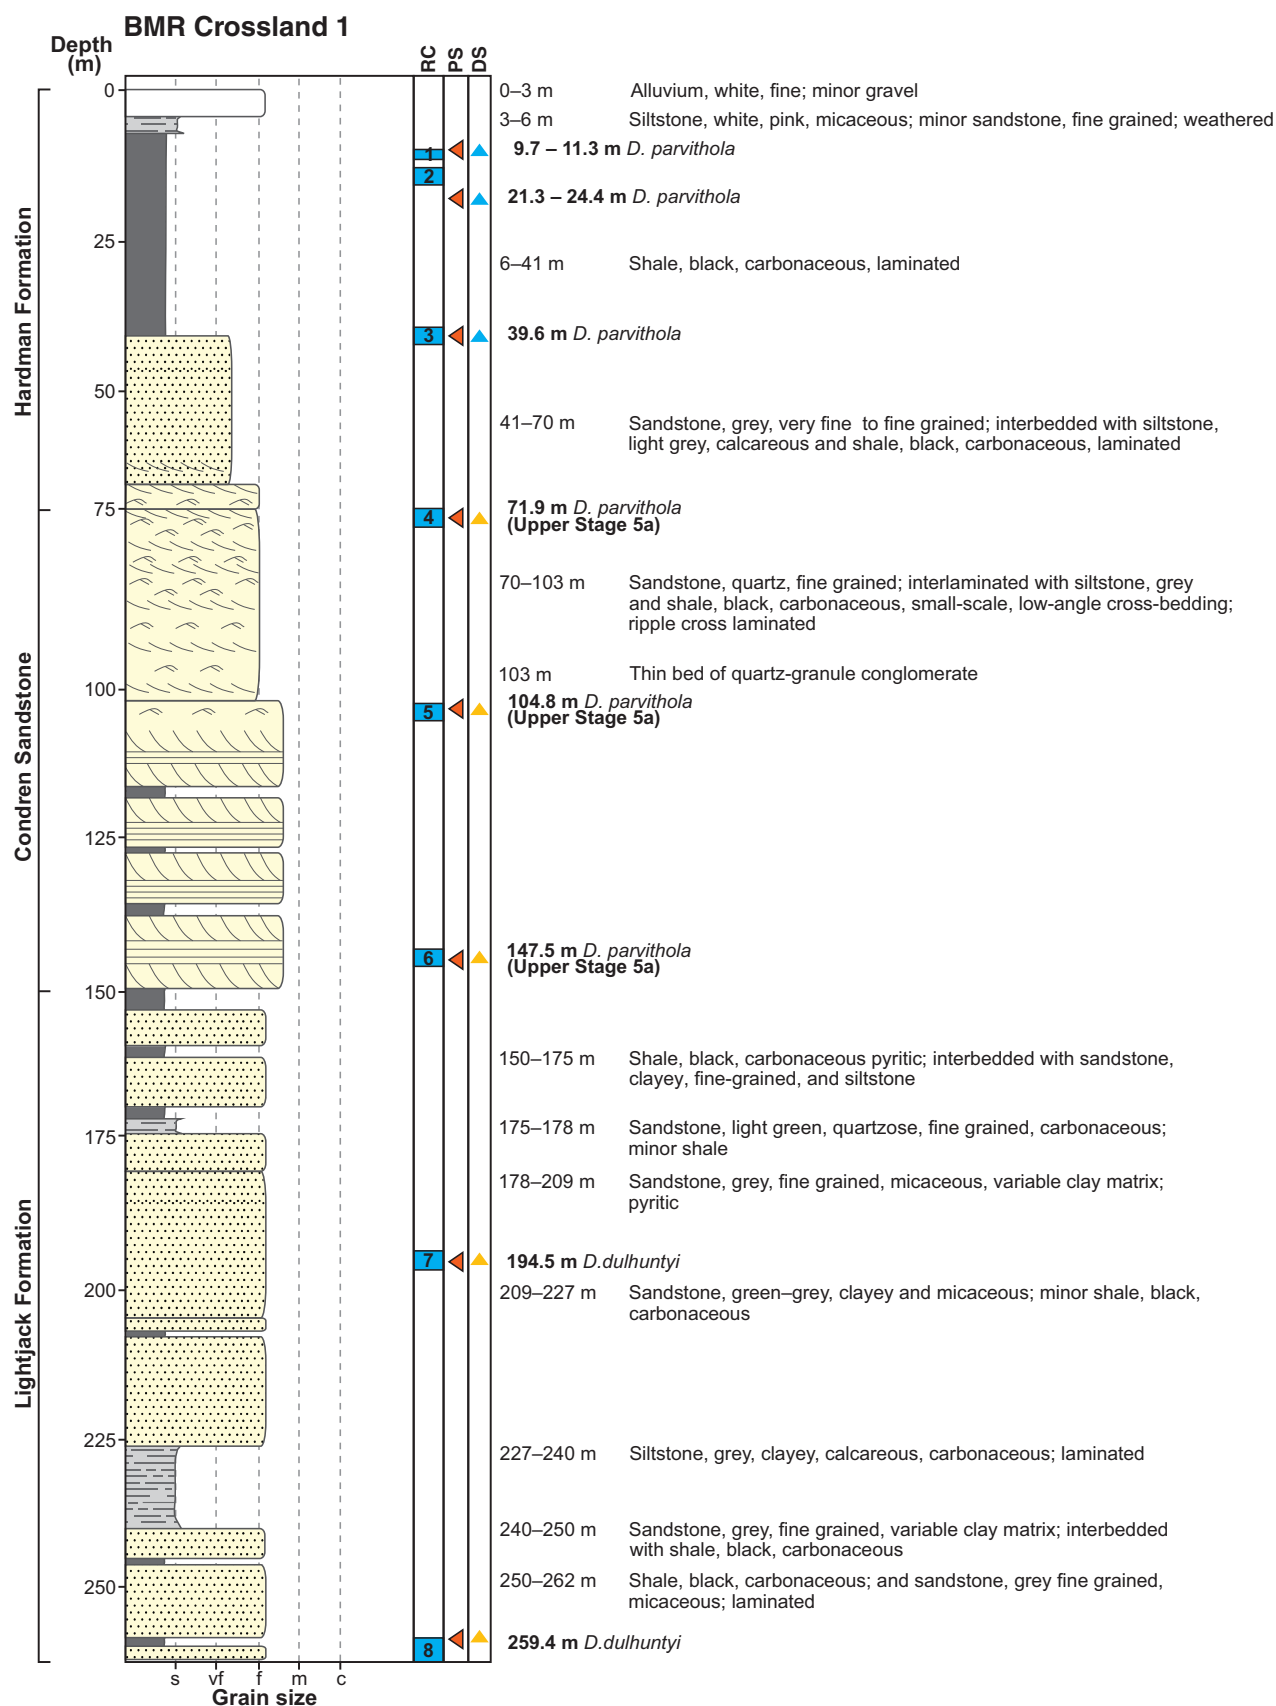 BMR Crossland 1
Depth
(m)
RC
PS
DS
0
0–3 m Alluvium, white, fine; minor gravel
3–6 m Siltstone, white, pink, micaceous; minor sandstone, fine grained; weathered
1
9.7 – 11.3 m D. parvithola
2
21.3 – 24.4 m D. parvithola
Hardman Formation
25
6–41 m Shale, black, carbonaceous, laminated
3
39.6 m D. parvithola
50
41–70 m Sandstone, grey, very fine to fine grained; interbedded with siltstone,
light grey, calcareous and shale, black, carbonaceous, laminated
75
4
71.9 m D. parvithola
(Upper Stage 5a)
70–103 m Sandstone, quartz, fine grained; interlaminated with siltstone, grey
and shale, black, carbonaceous, small-scale, low-angle cross-bedding;
ripple cross laminated
Condren Sandstone
103 m Thin bed of quartz-granule conglomerate
100
5
104.8 m D. parvithola
(Upper Stage 5a)
125
6
147.5 m D. parvithola
(Upper Stage 5a)
150
150–175 m Shale, black, carbonaceous pyritic; interbedded with sandstone,
clayey, fine-grained, and siltstone
175
175–178 m Sandstone, light green, quartzose, fine grained, carbonaceous;
minor shale
178–209 m Sandstone, grey, fine grained, micaceous, variable clay matrix;
pyritic
Lightjack Formation
7
194.5 m D.dulhuntyi
200
209–227 m Sandstone, green–grey, clayey and micaceous; minor shale, black,
carbonaceous
225
227–240 m Siltstone, grey, clayey, calcareous, carbonaceous; laminated
240–250 m Sandstone, grey, fine grained, variable clay matrix; interbedded
with shale, black, carbonaceous
250
250–262 m Shale, black, carbonaceous; and sandstone, grey fine grained,
micaceous; laminated
8
259.4 m D.dulhuntyi
s vf f m c
Grain size